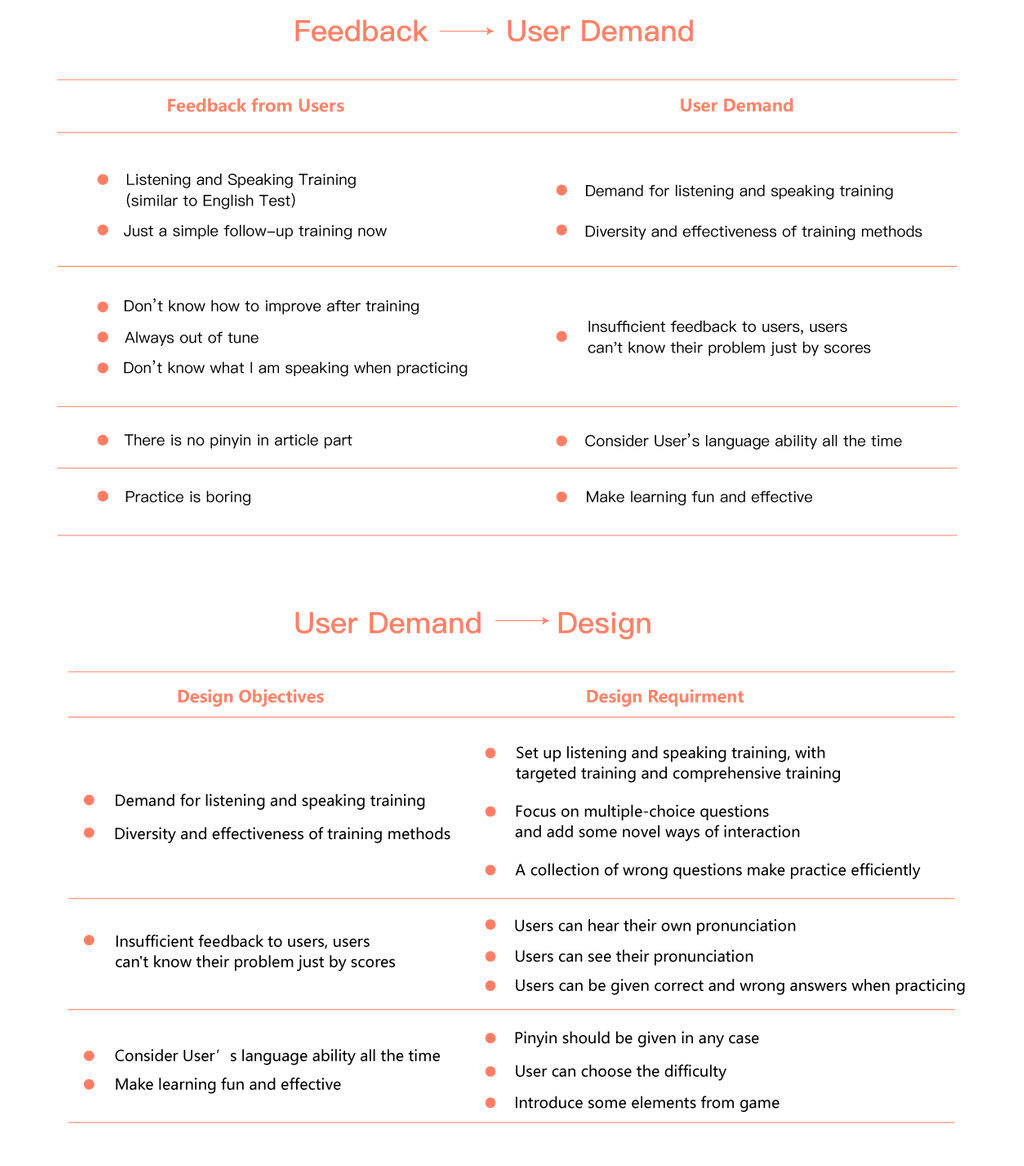 Feedback → User Demand
Feedback from Users
User Demand
Listening and Speaking Training
(similar to English Test)
Just a simple follow-up training now
Demand for listening and speaking training
Diversity and effectiveness of training methods
Don't know how to improve after training
Always out of tune
Don't know what I am speaking when practicing
Insufficient feedback to users, users
can't know their problem just by scores
There is no pinyin in article part
Consider User's language ability all the time
Practice is boring
Make learning fun and effective
User Demand → Design
Design Objectives
Design Requirment
Demand for listening and speaking training
Diversity and effectiveness of training methods
Set up listening and speaking training, with
targeted training and comprehensive training
Focus on multiple-choice questions
and add some novel ways of interaction
A collection of wrong questions make practice efficiently
Insufficient feedback to users, users
can't know their problem just by scores
Users can hear their own pronunciation
Users can see their pronunciation
Users can be given correct and wrong answers when practicing
Consider User's language ability all the time
Make learning fun and effective
Pinyin should be given in any case
User can choose the difficulty
Introduce some elements from game